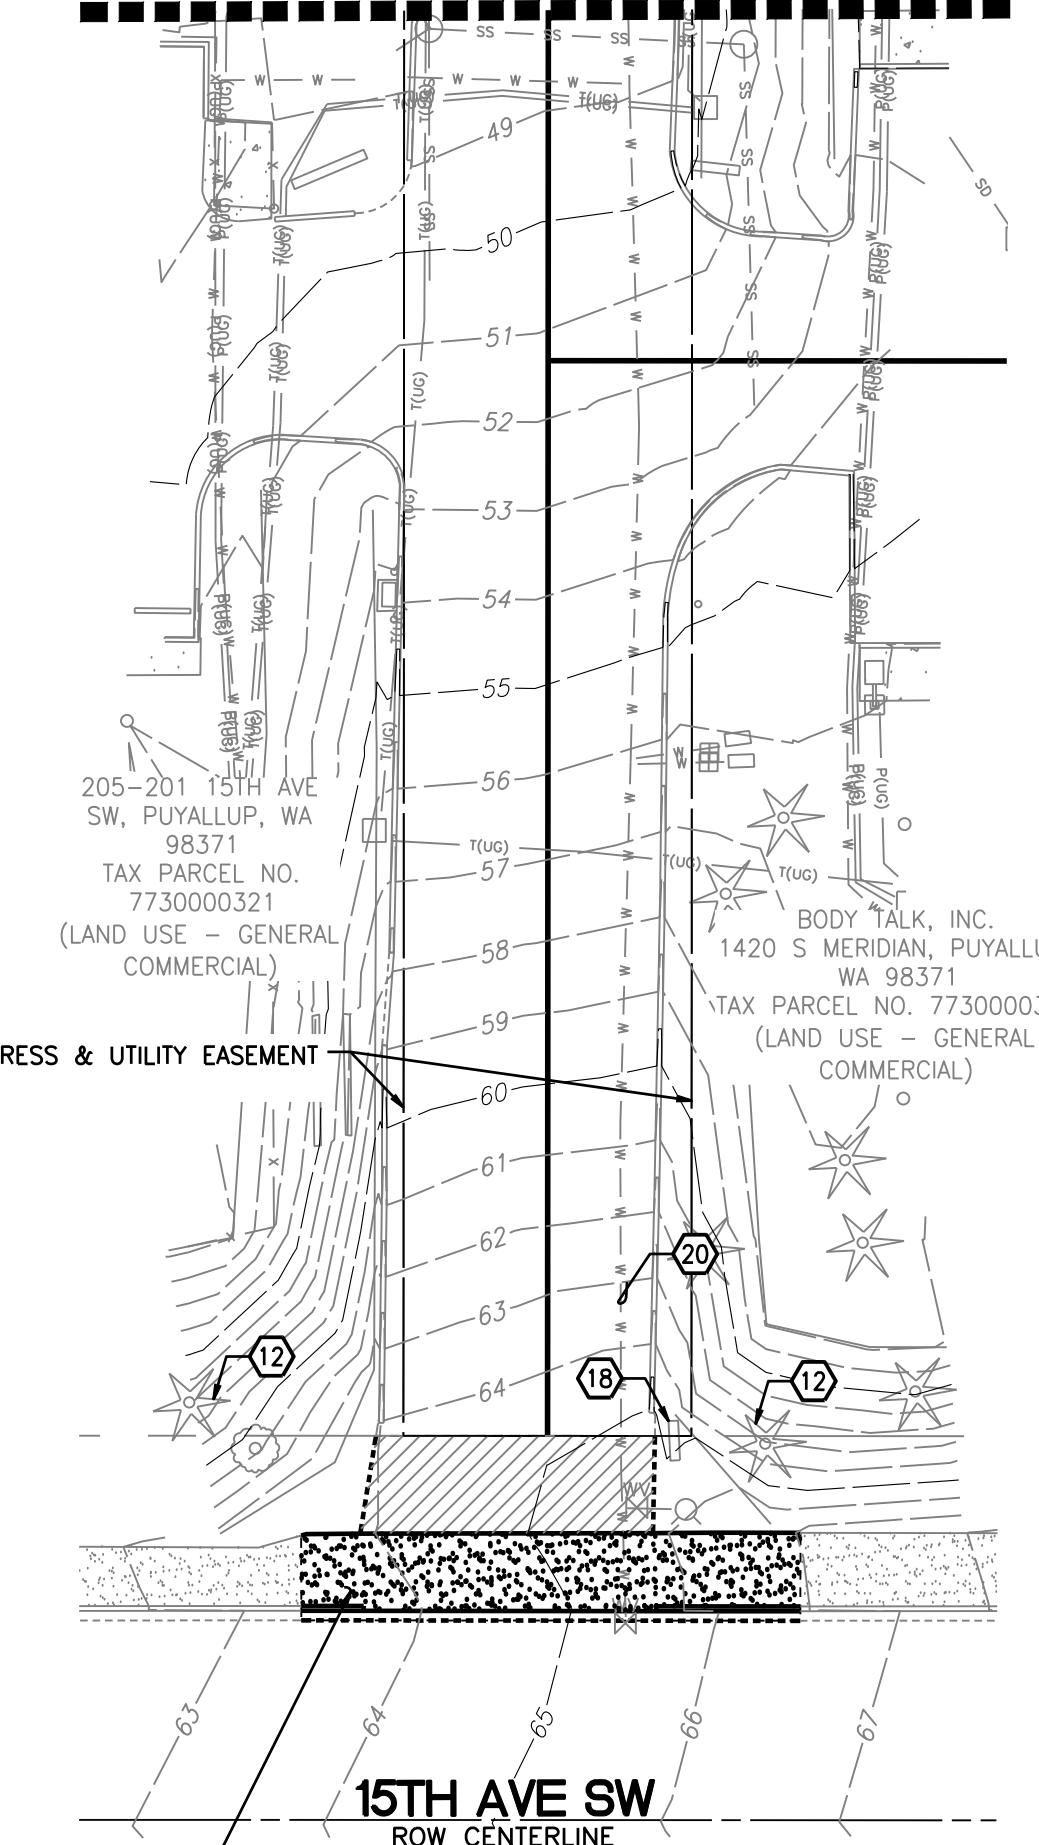 SS SS SS SS
W W W W W
T(UG) T(UG)
49
50
SD
51
52
T(UG)
53
54
55
56
205-201 15TH AVE
SW, PUYALLUP, WA
98371
TAX PARCEL NO.
7730000321
(LAND USE - GENERAL
COMMERCIAL)
T(UG) T(UG) T(UG)
57
BODY TALK, INC.
1420 S MERIDIAN, PUYALLU
WA 98371
TAX PARCEL NO. 77300003
(LAND USE - GENERAL
COMMERCIAL)
P(UG)
58
59
RESS & UTILITY EASEMENT
60
61
62
20
63
12
18
12
64
WV
63
64
65
66
67
15TH AVE SW
ROW CENTERLINE